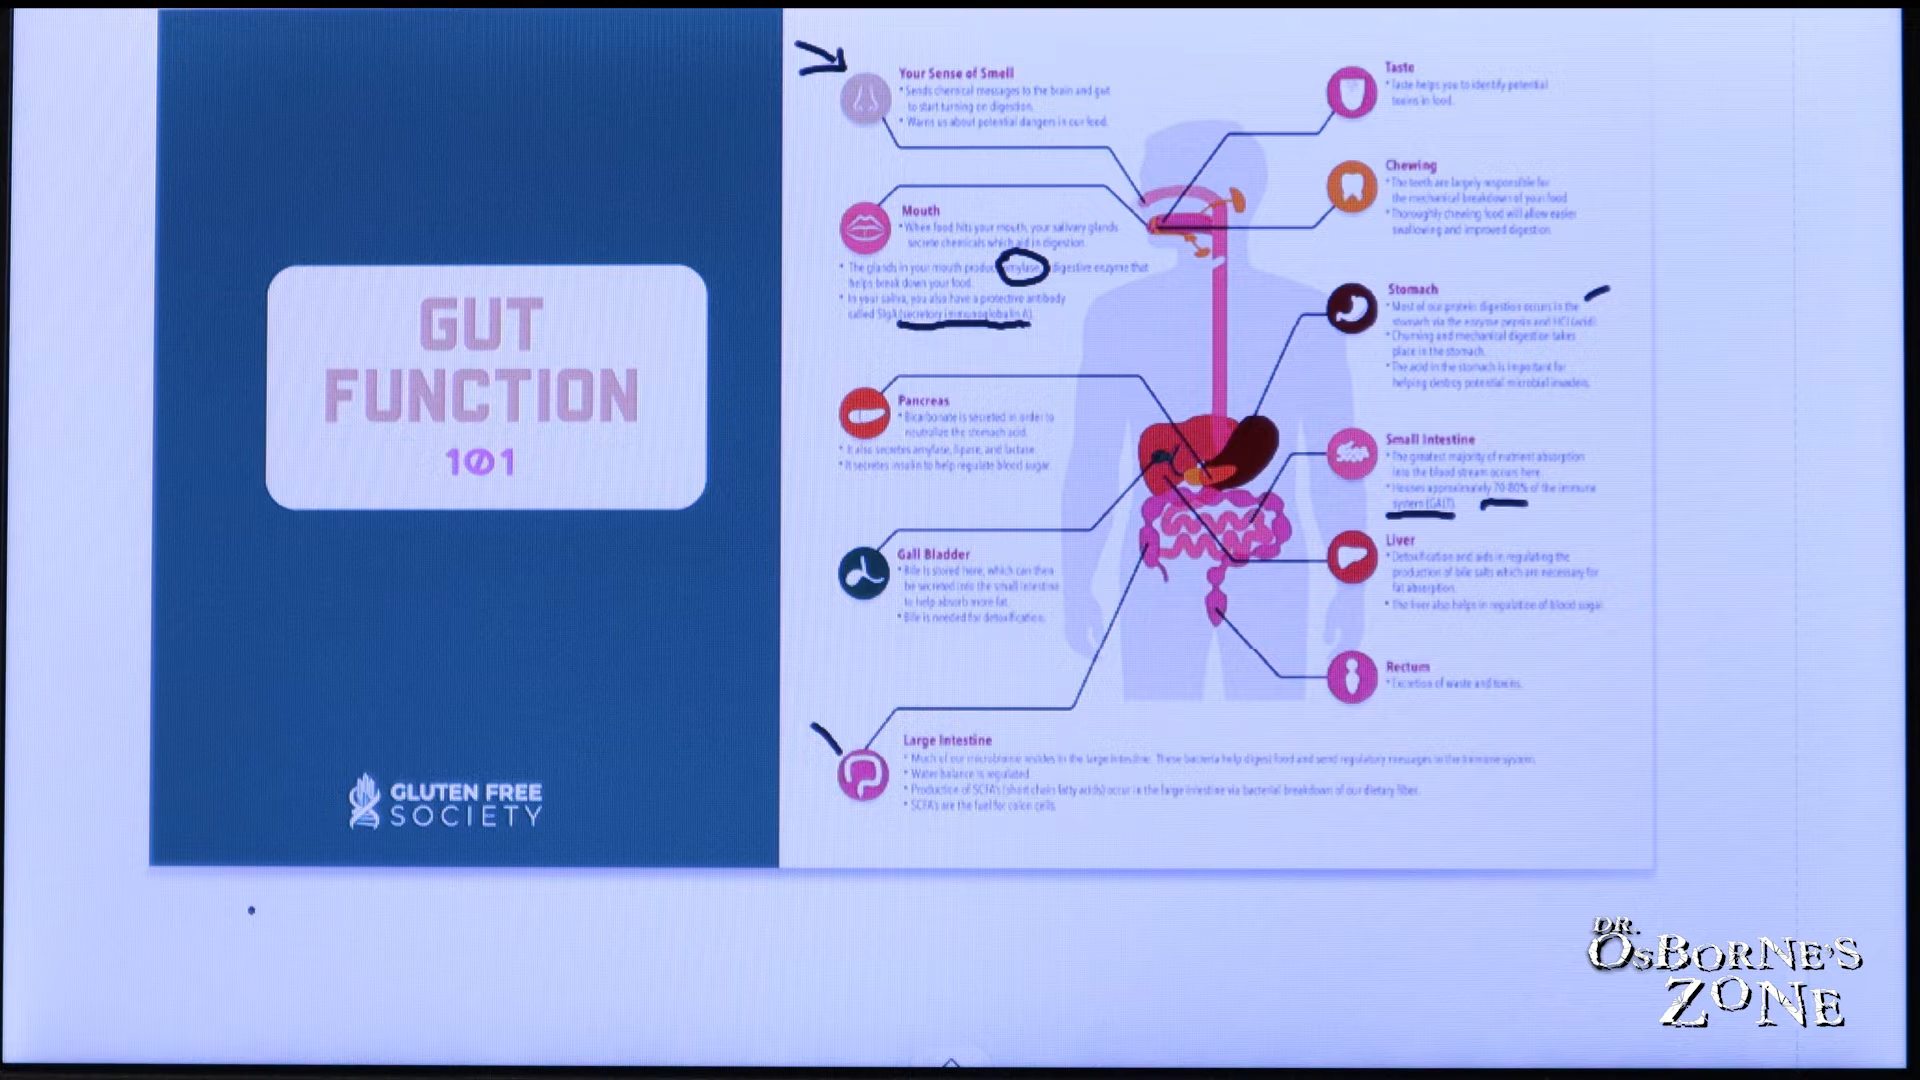 GUT
FUNCTION
101
GLUTEN FREE
SOCIETY
Your Sense of Smell
* Sends chemical messages to the brain and gut
to start turning on digestion.
* Warns us about potential dangers in our food.
Mouth
* When food hits your mouth, your salivary glands
secrete chemicals which aid in digestion.
* The glands in your mouth produce amylase digestive enzyme that
helps break down your food.
* In your saliva, you also have a protective antibody
called SIgA (secretory immunoglobulin A).
Pancreas
* Bicarbonate is secreted in order to
neutralize the stomach acid.
* It also secretes amylase, lipase, and lactase.
* It secretes insulin to help regulate blood sugar.
Gall Bladder
* Bile is stored here, which can then
be secreted into the small intestine
to help absorb more fat.
* Bile is needed for detoxification.
Large Intestine
* Much of our microbiome resides in the large intestine. These bacteria help digest food and send regulatory messages to the immune system.
* Water balance is regulated
* Production of SCFA's (short chain fatty acids) occur in the large intestine via bacterial breakdown of our dietary fiber.
* SCFA's are the fuel for colon cells
Taste
* Taste helps you to identify potential
toxins in food.
Chewing
* The teeth are largely responsible for
the mechanical breakdown of your food
* Thoroughly chewing food will allow easier
swallowing and improved digestion
Stomach
* Most of our protein digestion occurs in the
stomach via the enzyme pepsin and HCl (acid)
* Churning and mechanical digestion takes
place in the stomach.
* The acid in the stomach is important for
helping destroy potential microbial invaders.
Small Intestine
* The greatest majority of nutrient absorption
into the blood stream occurs here.
* Houses approximately 70-80% of the immune
system (GALT)
Liver
* Detoxification and aids in regulating the
production of bile salts which are necessary for
fat absorption.
* The liver also helps in regulation of blood sugar.
Rectum
* Excretion of waste and toxins.
DR.
OSBORNE'S
ZONE